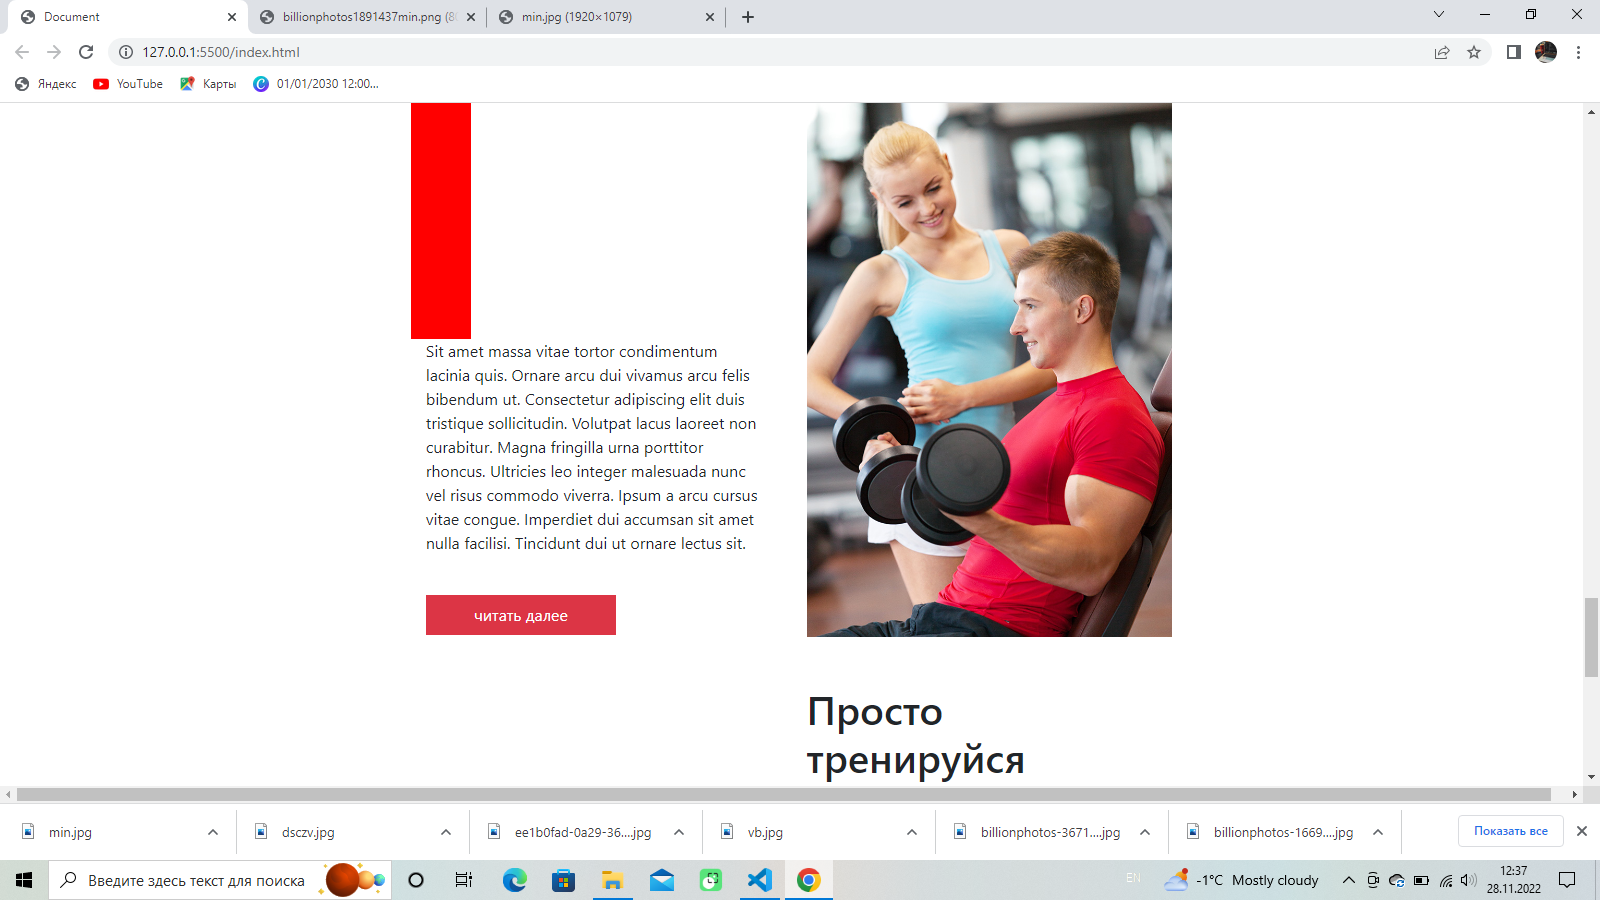 Document
billionphotos1891437min.png (80
min.jpg (1920×1079)
127.0.0.1:5500/index.html
Яндекс
YouTube
Карты
01/01/2030 12:00...
Sit amet massa vitae tortor condimentum
lacinia quis. Ornare arcu dui vivamus arcu felis
bibendum ut. Consectetur adipiscing elit duis
tristique sollicitudin. Volutpat lacus laoreet non
curabitur. Magna fringilla urna porttitor
rhoncus. Ultricies leo integer malesuada nunc
vel risus commodo viverra. Ipsum a arcu cursus
vitae congue. Imperdiet dui accumsan sit amet
nulla facilisi. Tincidunt dui ut ornare lectus sit.
читать далее
Просто
тренируйся
min.jpg
dsczv.jpg
ee1b0fad-0a29-36....jpg
vb.jpg
billionphotos-3671....jpg
billionphotos-1669....jpg
Показать все
Введите здесь текст для поиска
EN
-1°C Mostly cloudy
12:37
28.11.2022